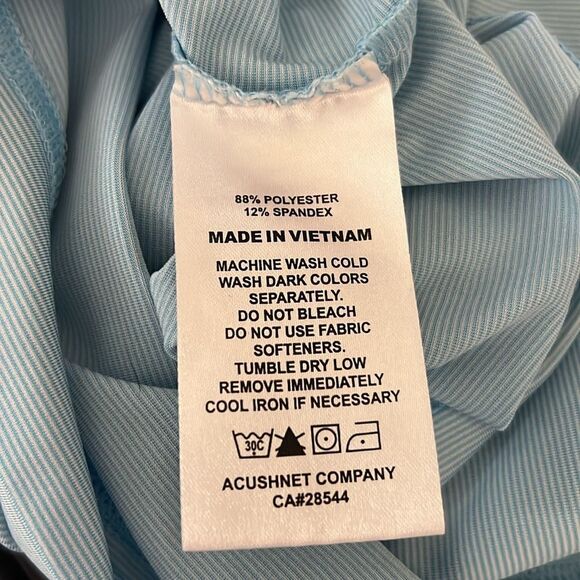 88% POLYESTER
12% SPANDEX
MADE IN VIETNAM
MACHINE WASH COLD
WASH DARK COLORS
SEPARATELY.
DO NOT BLEACH
DO NOT USE FABRIC
SOFTENERS.
TUMBLE DRY LOW
REMOVE IMMEDIATELY
COOL IRON IF NECESSARY
30C
ACUSHNET COMPANY
CA#28544